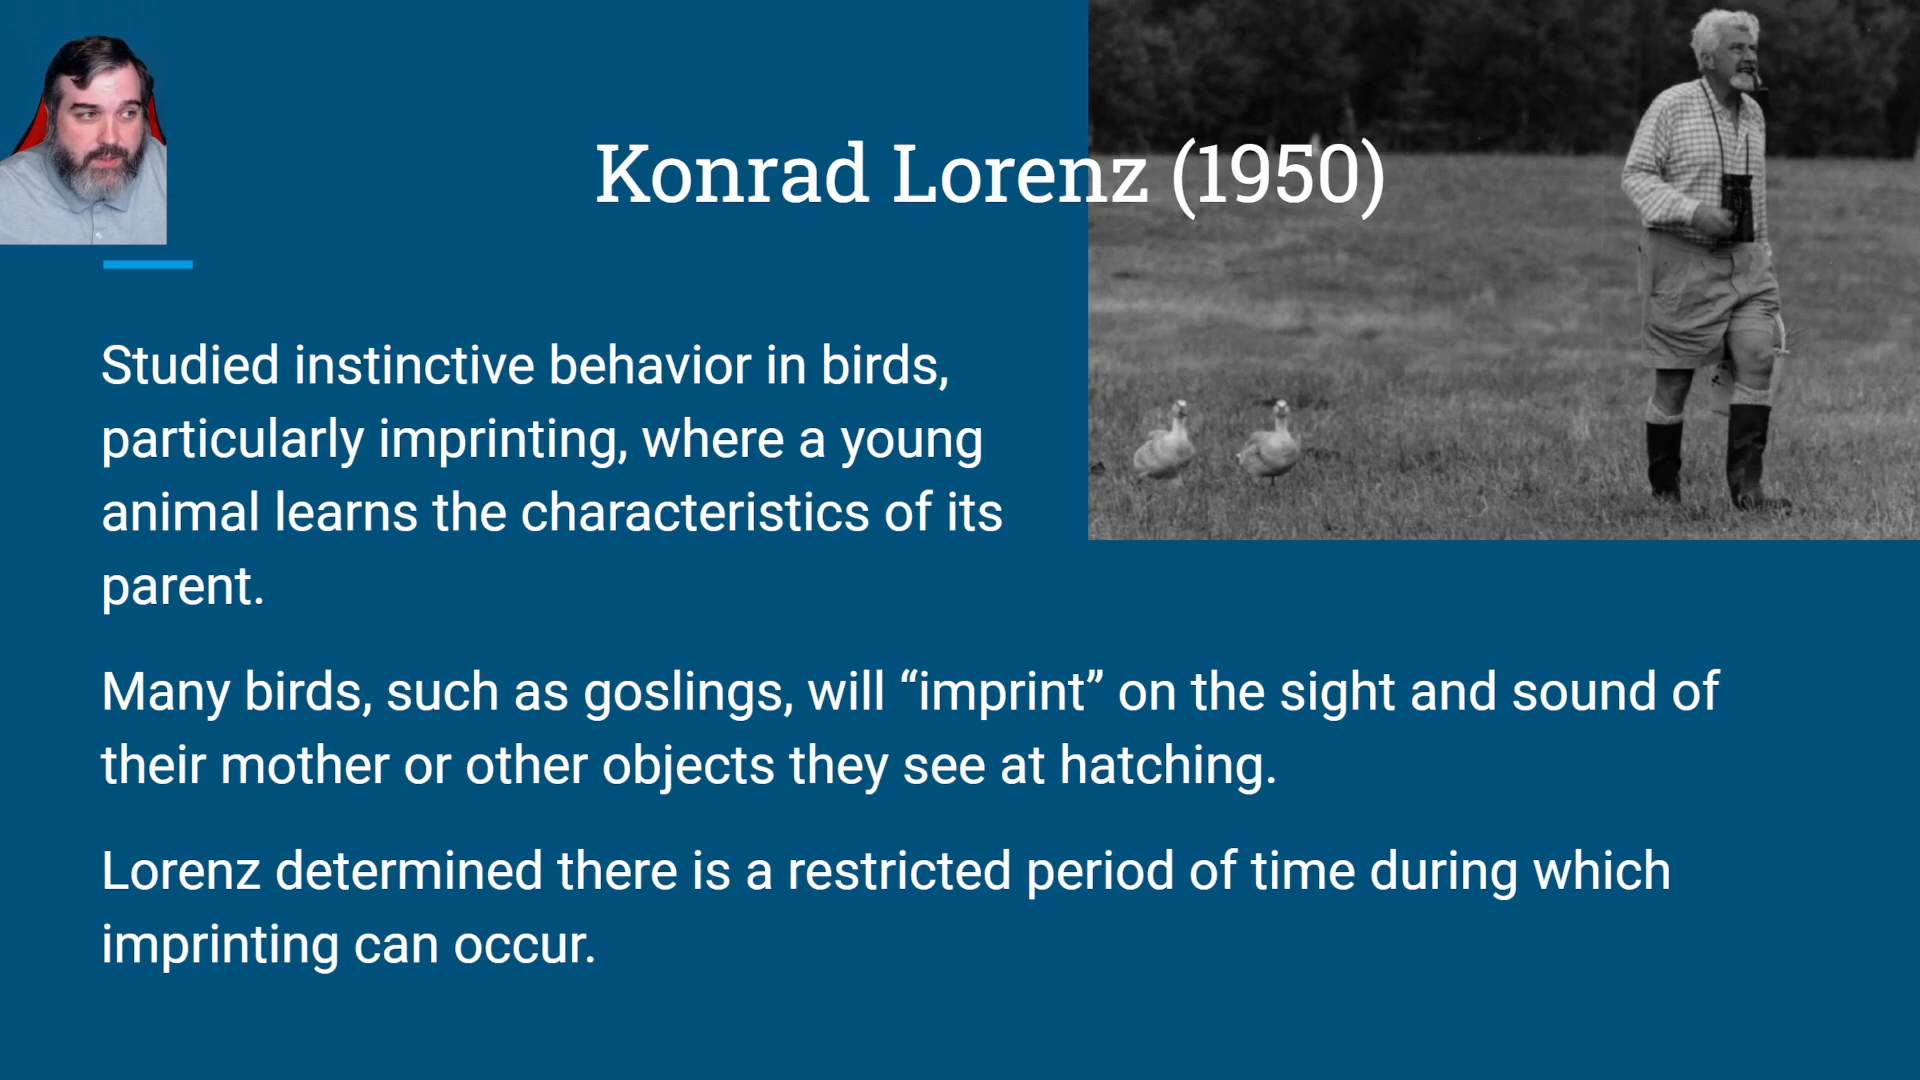 Konrad Lorenz (1950)
Studied instinctive behavior in birds,
particularly imprinting, where a young
animal learns the characteristics of its
parent.
Many birds, such as goslings, will “imprint” on the sight and sound of
their mother or other objects they see at hatching.
Lorenz determined there is a restricted period of time during which
imprinting can occur.